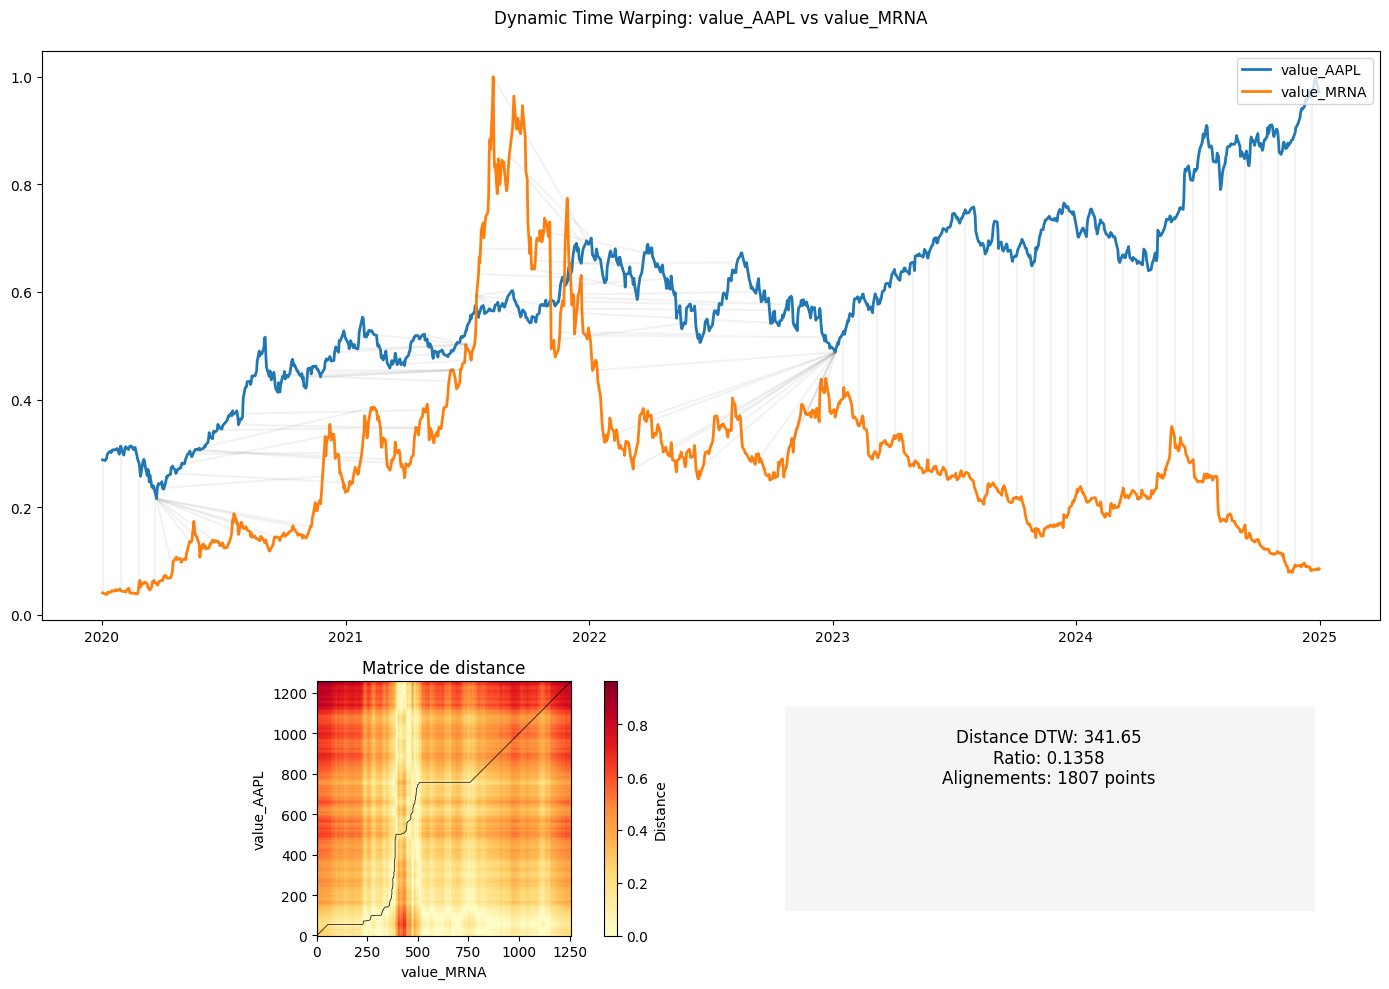 Dynamic Time Warping: value_AAPL vs value_MRNA
value_AAPL
value_MRNA
1.0
0.8
0.6
0.4
0.2
0.0
2020 2021 2022 2023 2024 2025
Matrice de distance
1200
1000
800
600
400
200
0
value_AAPL
0 250 500 750 1000 1250
value_MRNA
0.8
0.6
0.4
0.2
0.0
Distance
Distance DTW: 341.65
Ratio: 0.1358
Alignements: 1807 points